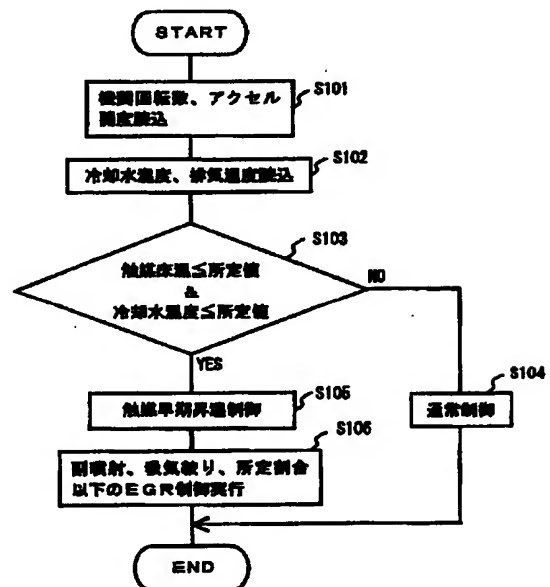 START
機関回転数、アクセル
開度読込
S101
冷却水温度、排気温度読込
S102
触媒床温≦所定値
&
冷却水温度≦所定値
S103
NO
YES
S104
通常制御
触媒早期昇温制御
S105
副噴射、吸気絞り、所定割合
以下のEGR制御実行
S106
END